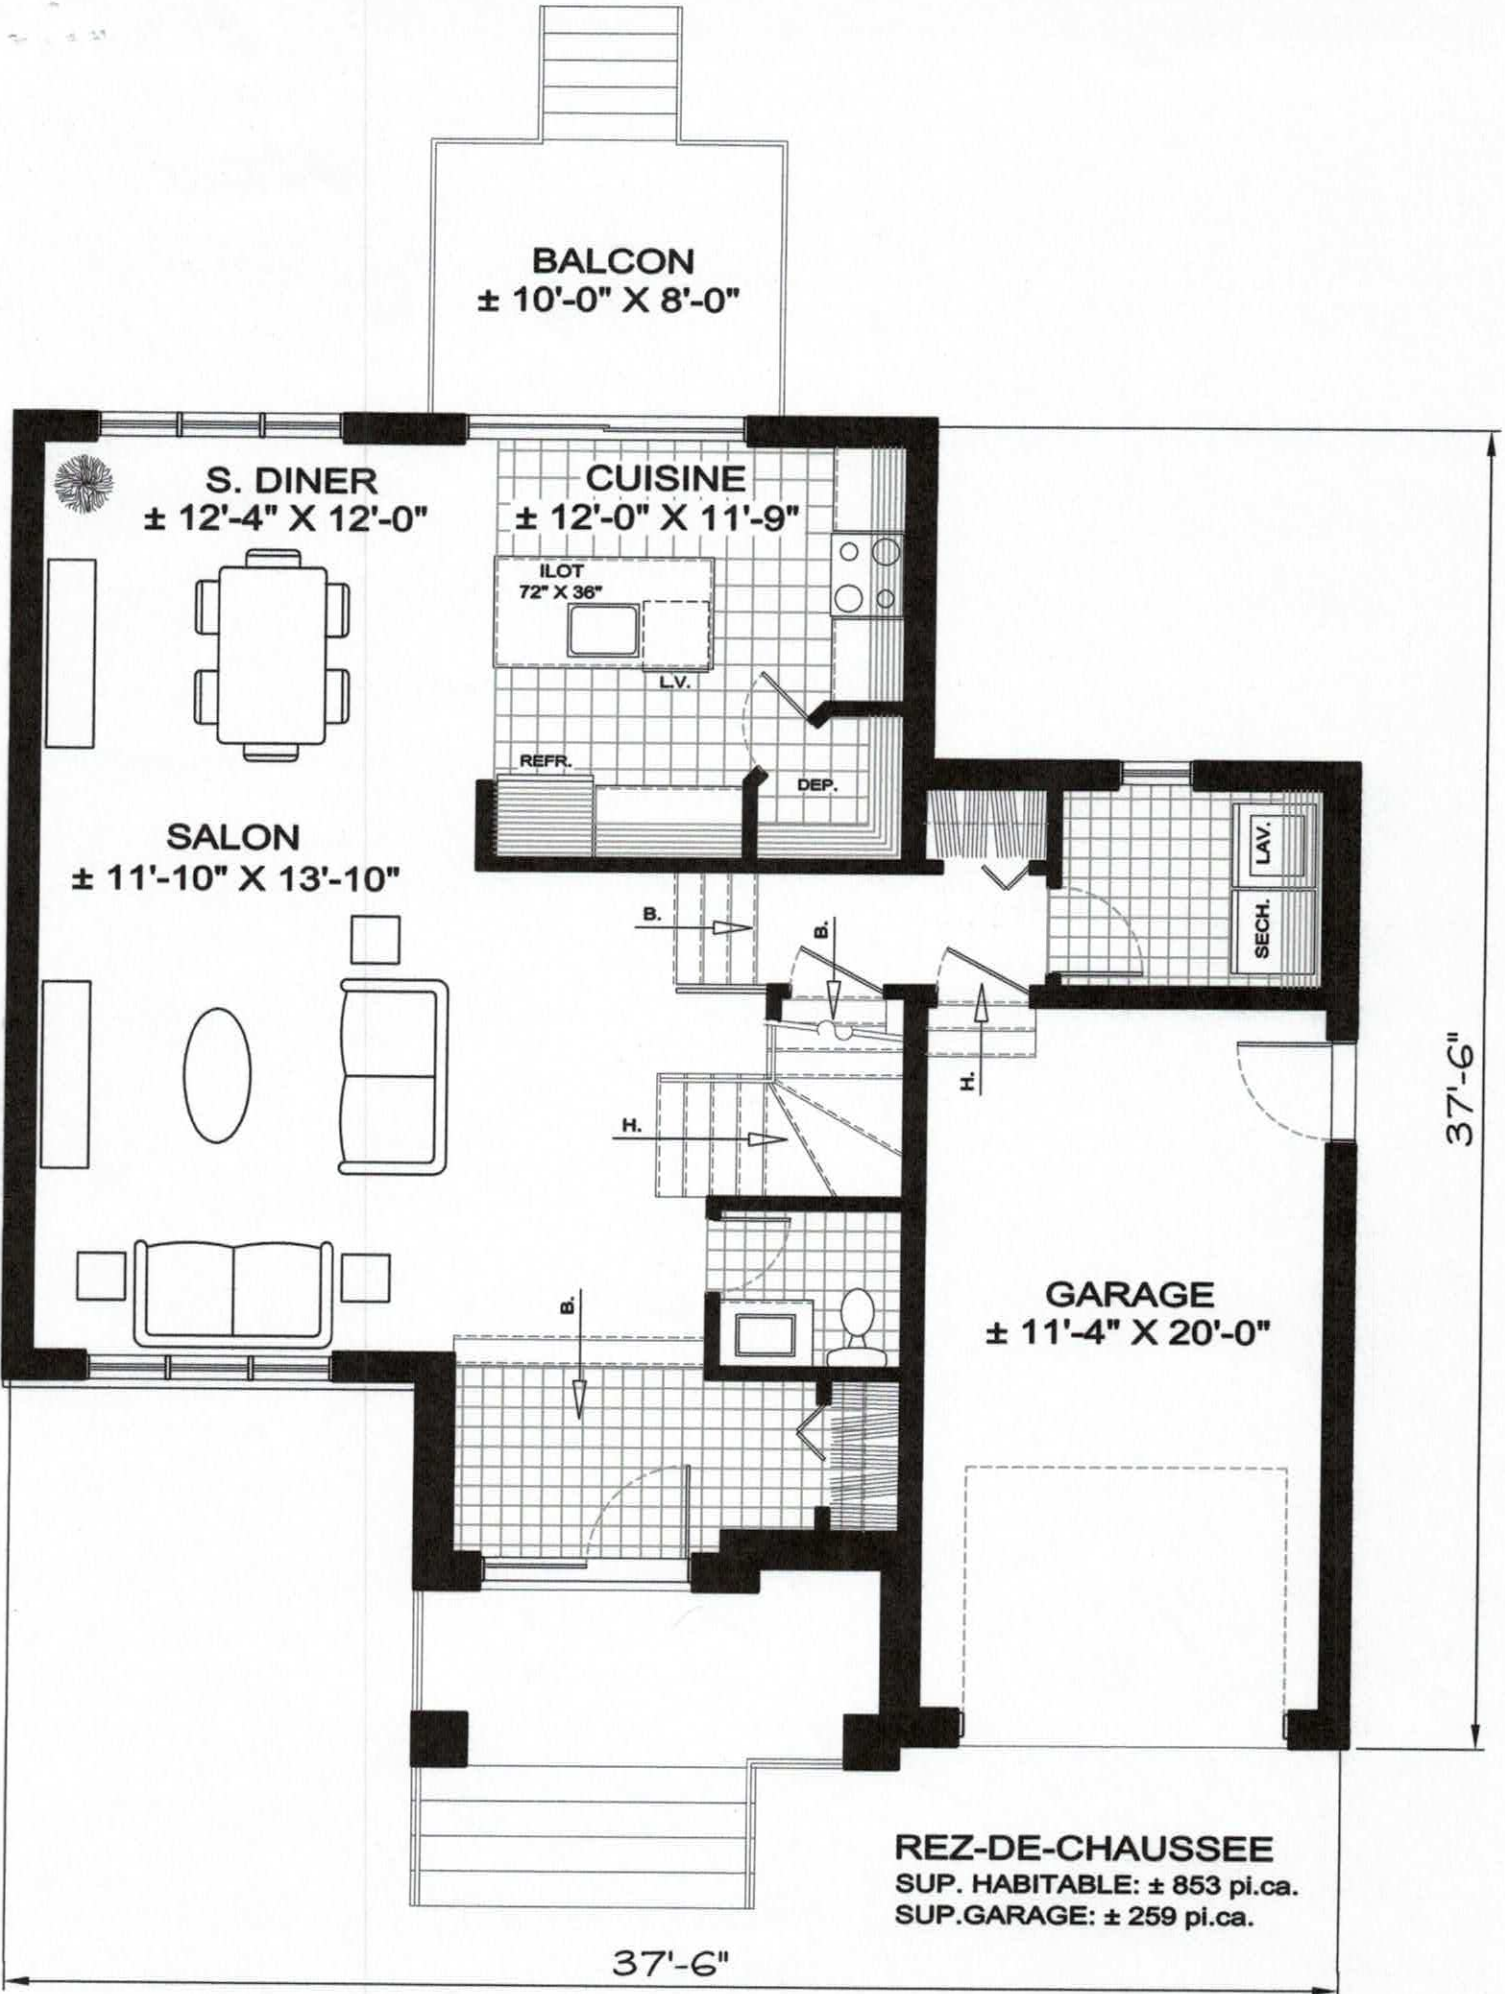 BALCON
± 10'-0" X 8'-0"
S. DINER
± 12'-4" X 12'-0"
CUISINE
± 12'-0" X 11'-9"
ILOT
72" X 36"
L.V.
REFR.
DEP.
LAV.
SECH.
SALON
± 11'-10" X 13'-10"
B.
B.
H.
H.
B.
37'-6"
GARAGE
± 11'-4" X 20'-0"
REZ-DE-CHAUSSEE
SUP. HABITABLE: ± 853 pi.ca.
SUP.GARAGE: ± 259 pi.ca.
37'-6"